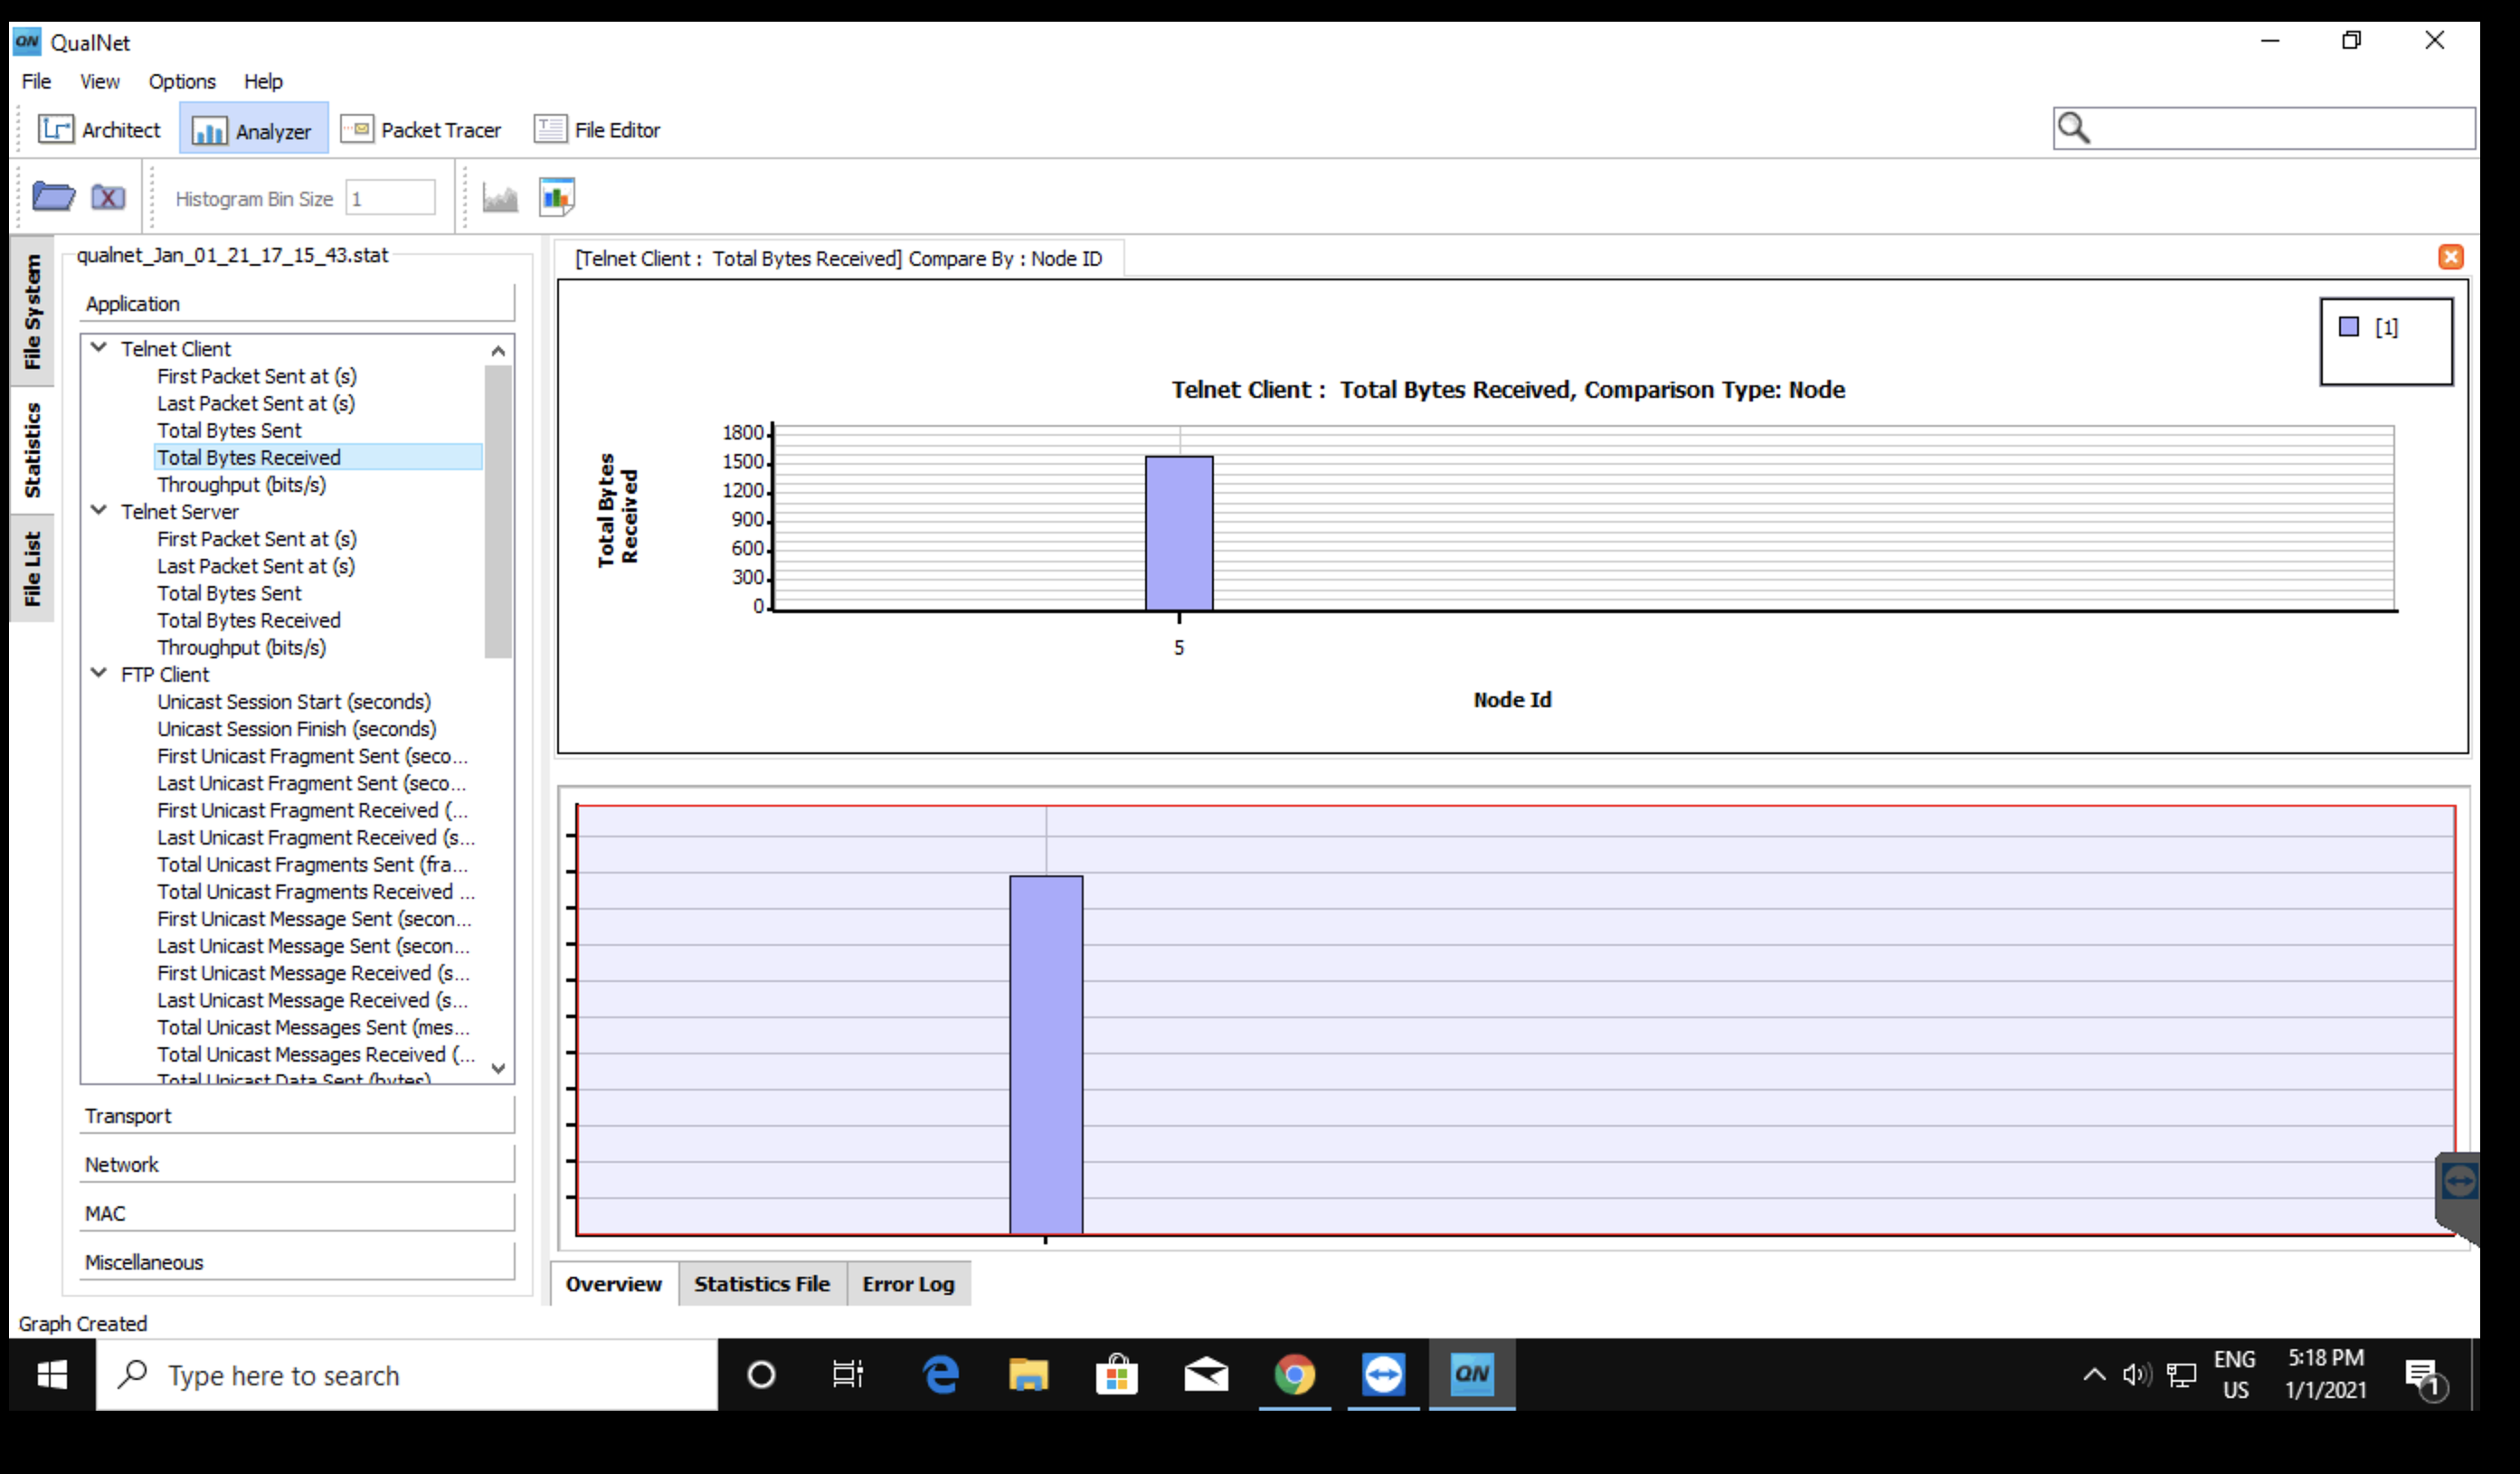 QN QualNet
File View Options Help
Architect Analyzer Packet Tracer File Editor
Histogram Bin Size 1
File System
Statistics
File List
qualnet_Jan_01_21_17_15_43.stat
Application
Telnet Client
First Packet Sent at (s)
Last Packet Sent at (s)
Total Bytes Sent
Total Bytes Received
Throughput (bits/s)
Telnet Server
First Packet Sent at (s)
Last Packet Sent at (s)
Total Bytes Sent
Total Bytes Received
Throughput (bits/s)
FTP Client
Unicast Session Start (seconds)
Unicast Session Finish (seconds)
First Unicast Fragment Sent (seco...
Last Unicast Fragment Sent (seco...
First Unicast Fragment Received (...
Last Unicast Fragment Received (s...
Total Unicast Fragments Sent (fra...
Total Unicast Fragments Received ...
First Unicast Message Sent (secon...
Last Unicast Message Sent (secon...
First Unicast Message Received (s...
Last Unicast Message Received (s...
Total Unicast Messages Sent (mes...
Total Unicast Messages Received (...
Total Unicast Data Sent (bytes)
Transport
Network
MAC
Miscellaneous
[Telnet Client : Total Bytes Received] Compare By : Node ID
[1]
Telnet Client : Total Bytes Received, Comparison Type: Node
Total Bytes
Received
1800
1500
1200
900
600
300
0
5
Node Id
Overview Statistics File Error Log
Graph Created
Type here to search
QN
ENG
US
5:18 PM
1/1/2021
1